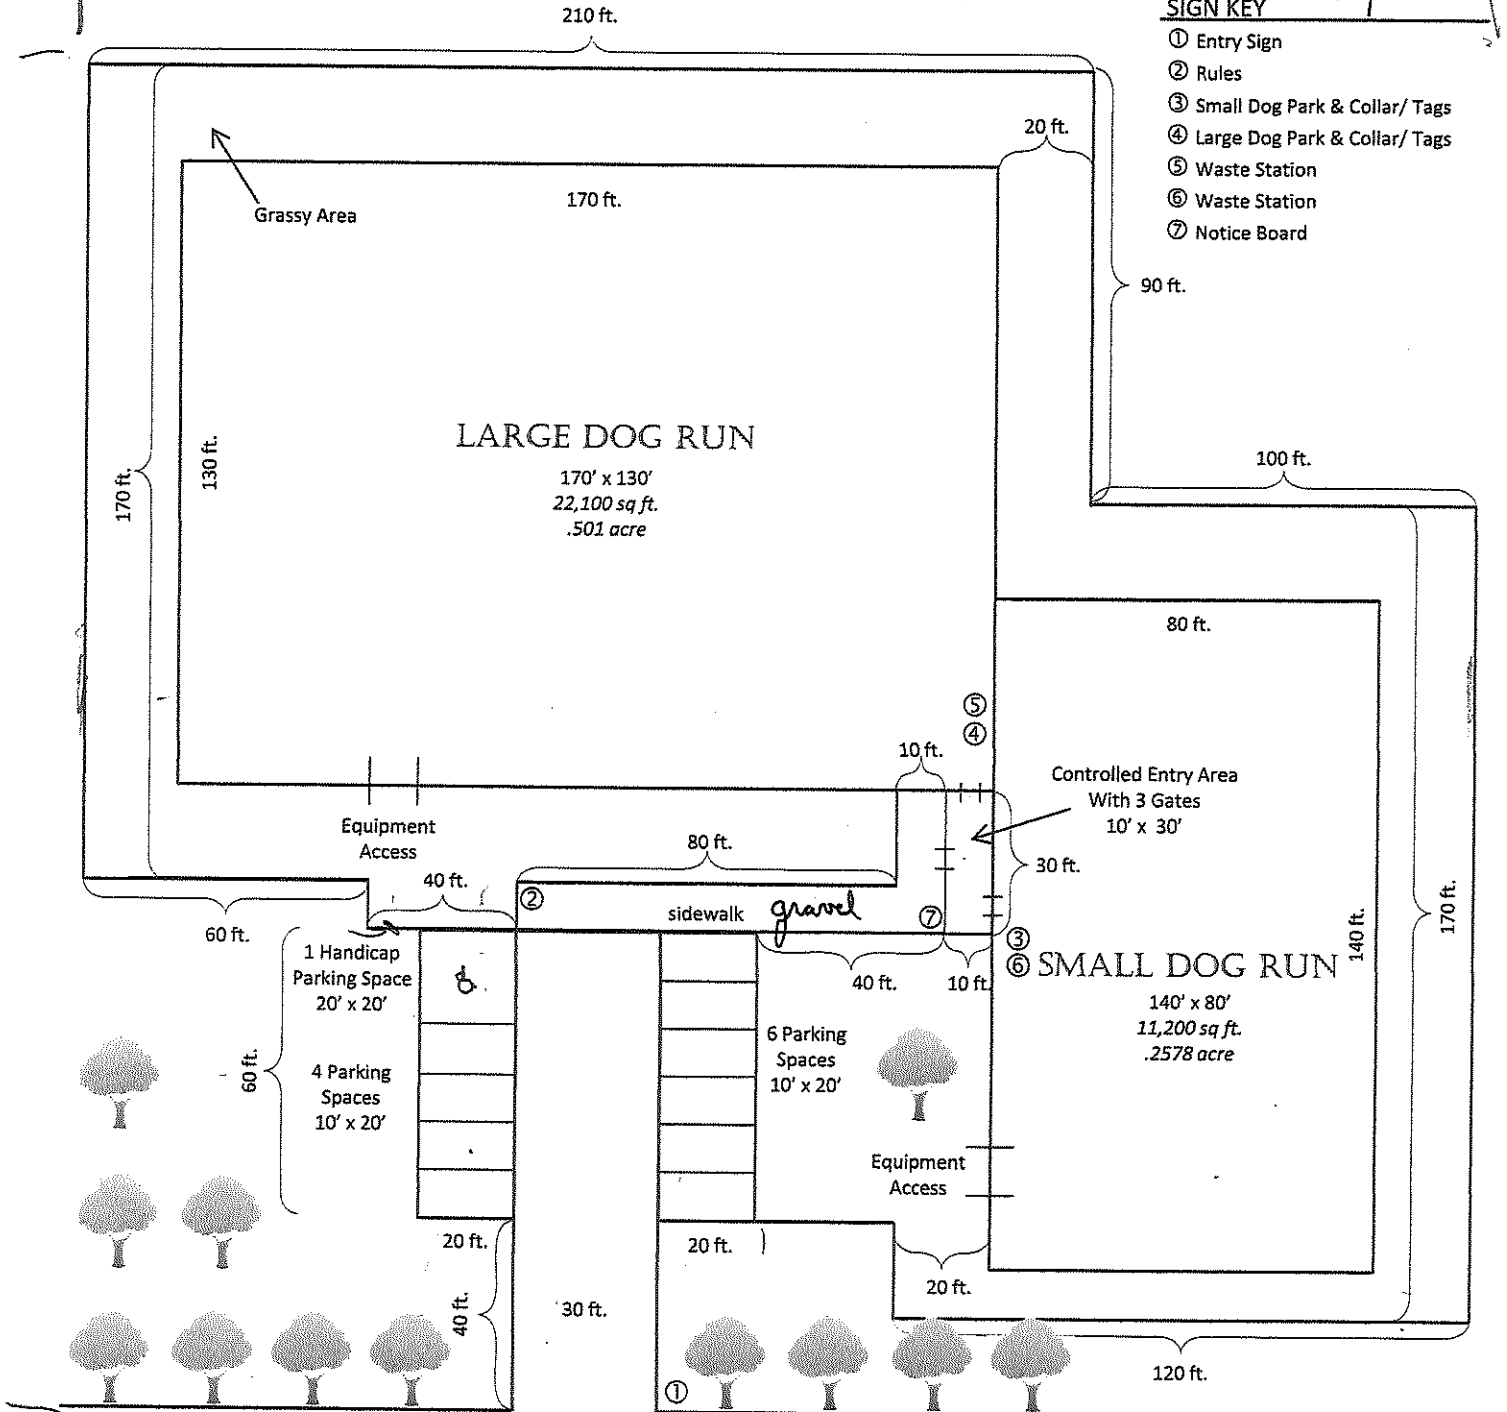 210 ft.
SIGN KEY
① Entry Sign
② Rules
③ Small Dog Park & Collar/ Tags
④ Large Dog Park & Collar/ Tags
⑤ Waste Station
⑥ Waste Station
⑦ Notice Board
20 ft.
Grassy Area
170 ft.
90 ft.
170 ft.
130 ft.
LARGE DOG RUN
170' x 130'
22,100 sq ft.
.501 acre
100 ft.
80 ft.
⑤
④
10 ft.
Controlled Entry Area
With 3 Gates
10' x 30'
Equipment
Access
80 ft.
30 ft.
40 ft.
②
sidewalk
gravel
⑦
60 ft.
1 Handicap
Parking Space
20' x 20'
40 ft.
10 ft.
③
⑥
SMALL DOG RUN
140' x 80'
11,200 sq ft.
.2578 acre
140 ft.
170 ft.
60 ft.
4 Parking
Spaces
10' x 20'
6 Parking
Spaces
10' x 20'
Equipment
Access
20 ft.
20 ft.
20 ft.
40 ft.
30 ft.
①
120 ft.